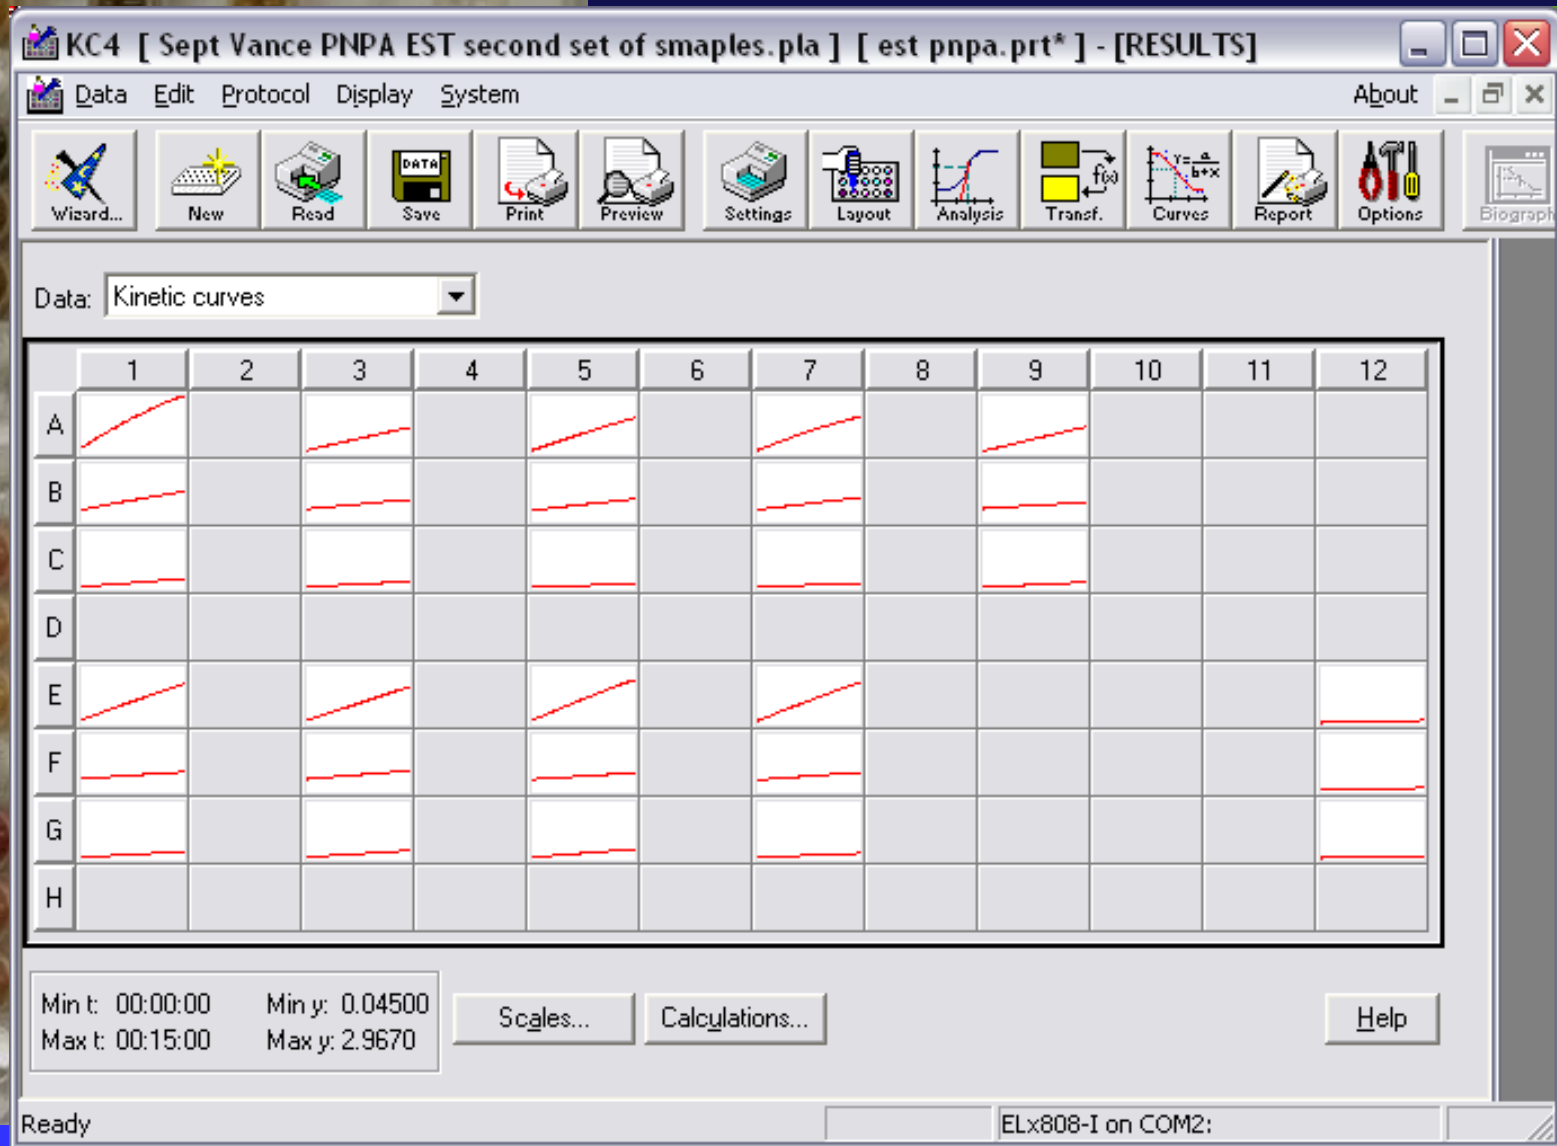 KC4 [ Sept Vance PNPA EST second set of smaples.pla ] [ est pnpa.prt* ] - [RESULTS]
Data Edit Protocol Display System About
Wizard... New Read Save Print Preview Settings Layout Analysis Transf. Curves Report Options Biograph
DATA
f(x)
Y= a
b+x
Data: Kinetic curves
1 2 3 4 5 6 7 8 9 10 11 12
A
B
C
D
E
F
G
H
Min t: 00:00:00 Min y: 0.04500
Max t: 00:15:00 Max y: 2.9670
Scales... Calculations... Help
Ready ELx808-I on COM2: